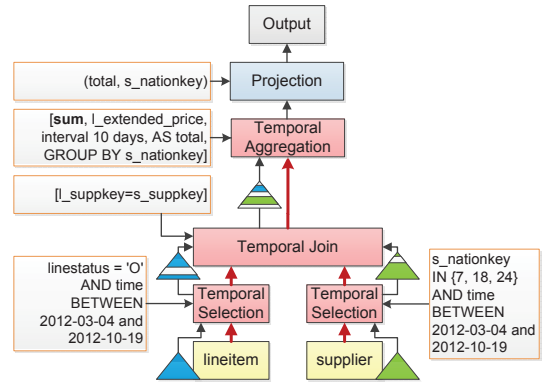 Output
(total, s_nationkey)
Projection
[sum, l_extended_price,
interval 10 days, AS total,
GROUP BY s_nationkey]
Temporal
Aggregation
[l_suppkey=s_suppkey]
Temporal Join
linestatus = 'O'
AND time
BETWEEN
2012-03-04 and
2012-10-19
Temporal
Selection
Temporal
Selection
s_nationkey
IN {7, 18, 24}
AND time
BETWEEN
2012-03-04 and
2012-10-19
lineitem
supplier